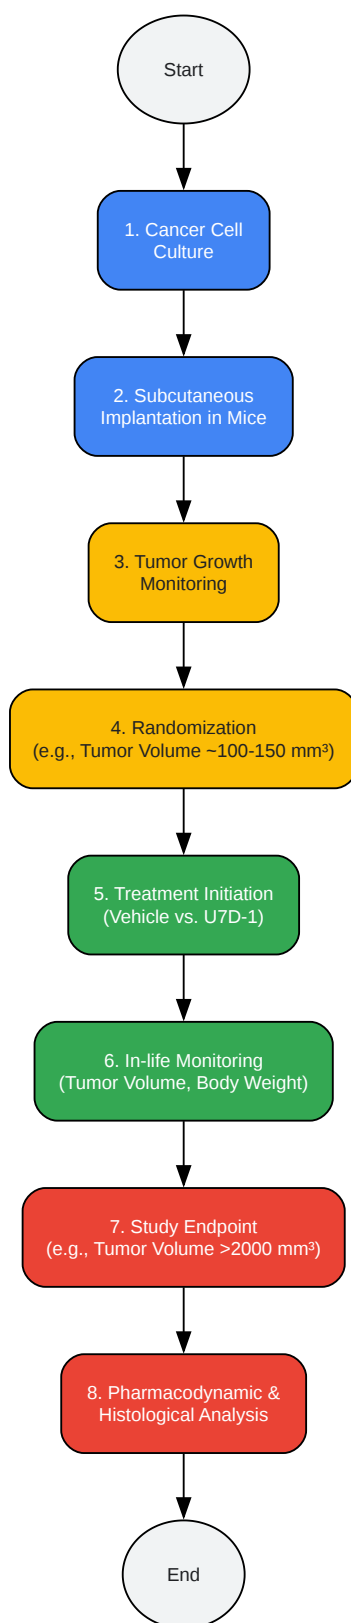 Start
1. Cancer Cell
Culture
2. Subcutaneous
Implantation in Mice
3. Tumor Growth
Monitoring
4. Randomization
(e.g., Tumor Volume ~100-150 mm³)
5. Treatment Initiation
(Vehicle vs. U7D-1)
6. In-life Monitoring
(Tumor Volume, Body Weight)
7. Study Endpoint
(e.g., Tumor Volume >2000 mm³)
8. Pharmacodynamic &
Histological Analysis
End